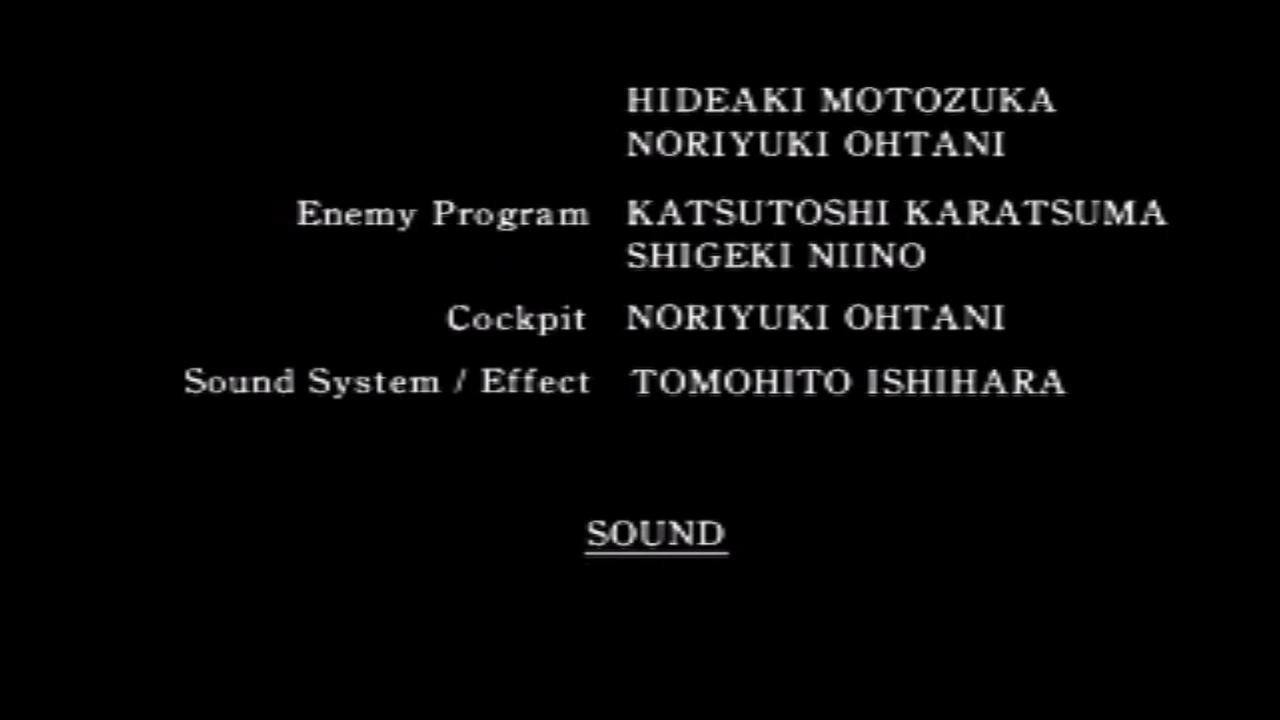 HIDEAKI MOTOZUKA
NORIYUKI OHTANI
Enemy Program KATSUTOSHI KARATSUMA
SHIGEKI NIINO
Cockpit NORIYUKI OHTANI
Sound System / Effect TOMOHITO ISHIHARA
SOUND